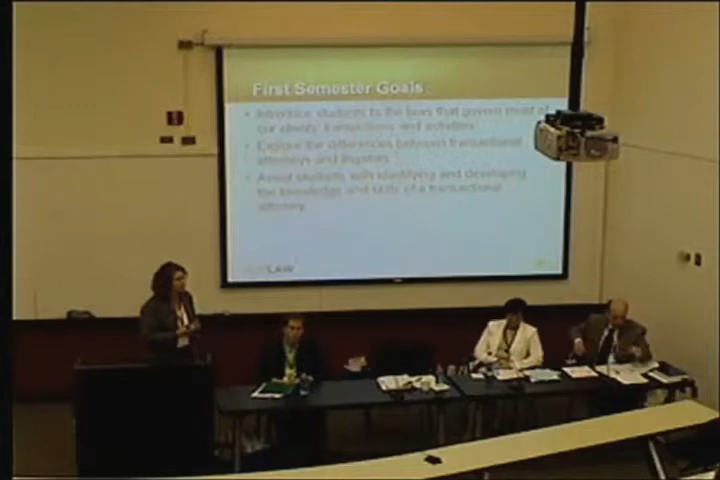 First Semester Goals
• Introduce students to the laws that govern most of
our clients' transactions and activities
• Explore the differences between transactional
attorneys and litigators
• Assist students with identifying and developing
the knowledge and skills of a transactional
attorney
LAW